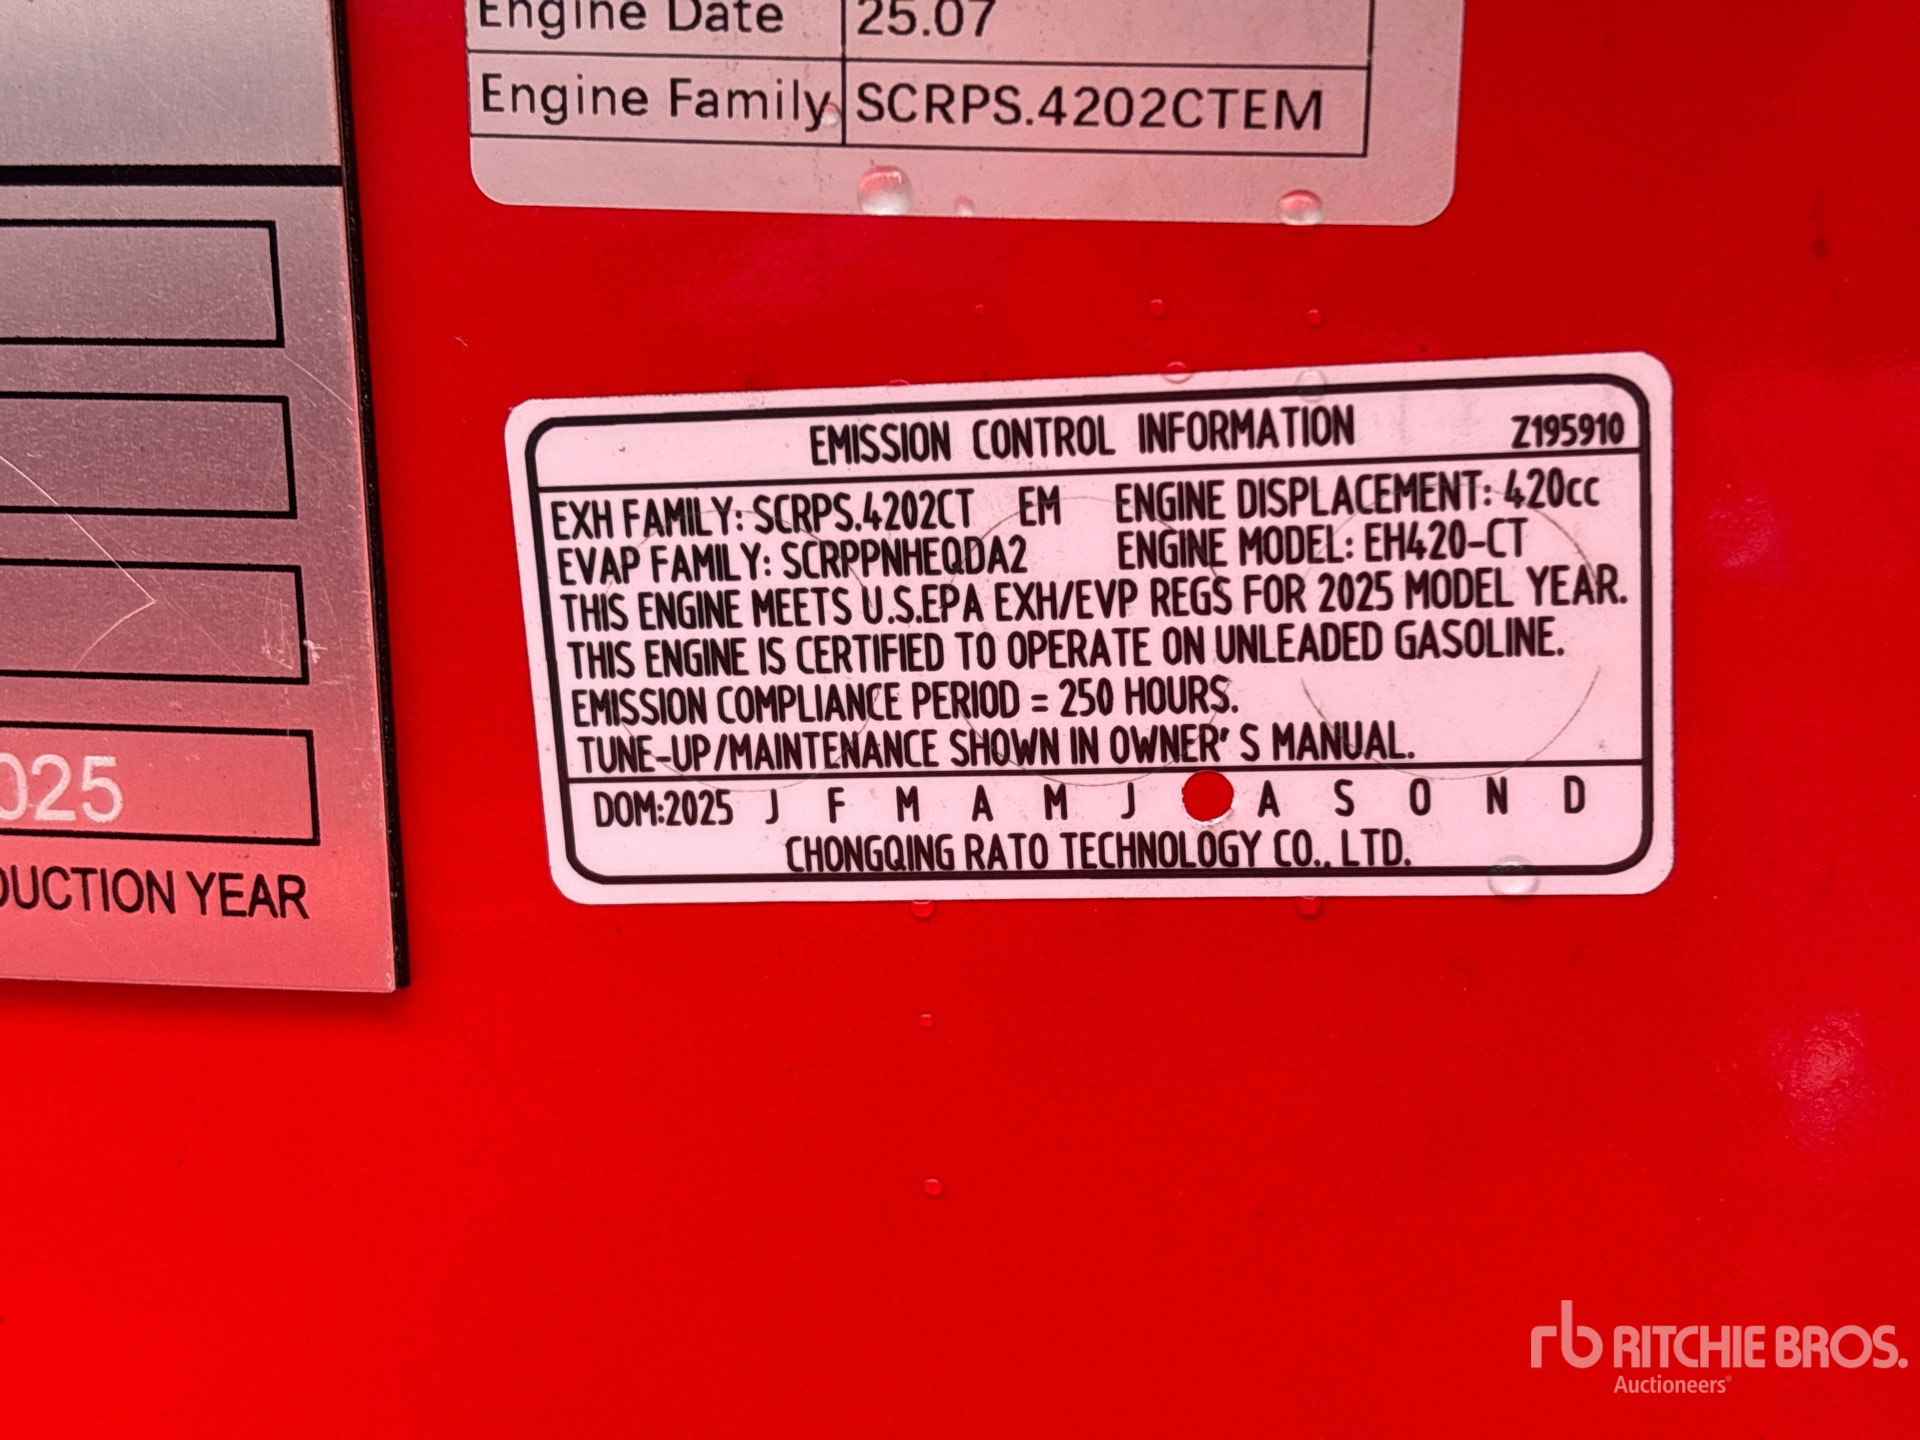 Engine Date 25.07
Engine Family SCRPS.4202CTEM
EMISSION CONTROL INFORMATION Z195910
EXH FAMILY: SCRPS.4202CT EM ENGINE DISPLACEMENT: 420cc
EVAP FAMILY: SCRPPNHEQDA2 ENGINE MODEL: EH420-CT
THIS ENGINE MEETS U.S.EPA EXH/EVP REGS FOR 2025 MODEL YEAR.
THIS ENGINE IS CERTIFIED TO OPERATE ON UNLEADED GASOLINE.
EMISSION COMPLIANCE PERIOD = 250 HOURS.
TUNE-UP/MAINTENANCE SHOWN IN OWNER' S MANUAL.
DOM:2025 J F M A M J A S O N D
CHONGQING RATO TECHNOLOGY CO., LTD.
025
DUCTION YEAR
rb RITCHIE BROS.
Auctioneers